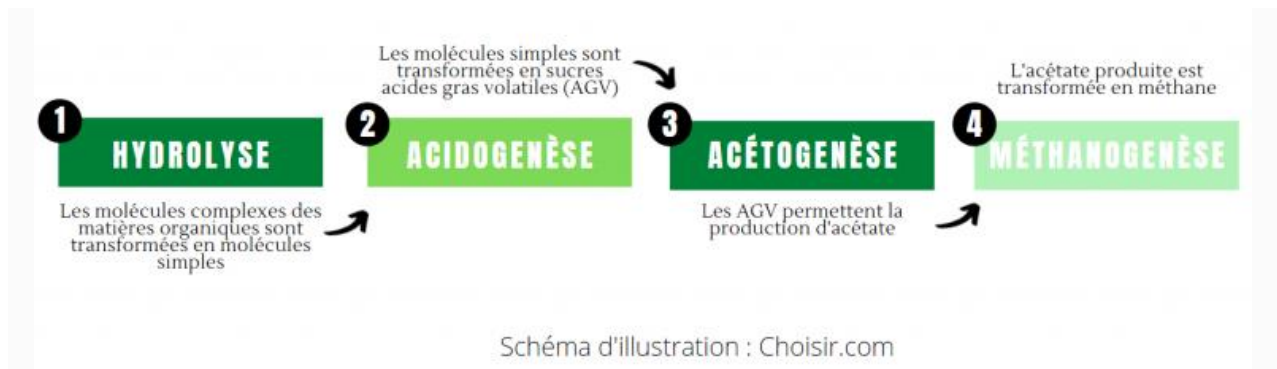 1
HYDROLYSE
Les molécules complexes des
matières organiques sont
transformées en molécules
simples
Les molécules simples sont
transformées en sucres
acides gras volatiles (AGV)
2
ACIDOGENÈSE
3
ACÉTOGENÈSE
Les AGV permettent la
production d'acétate
L'acétate produite est
transformée en méthane
4
MÉTHANOGENÈSE
Schéma d'illustration : Choisir.com